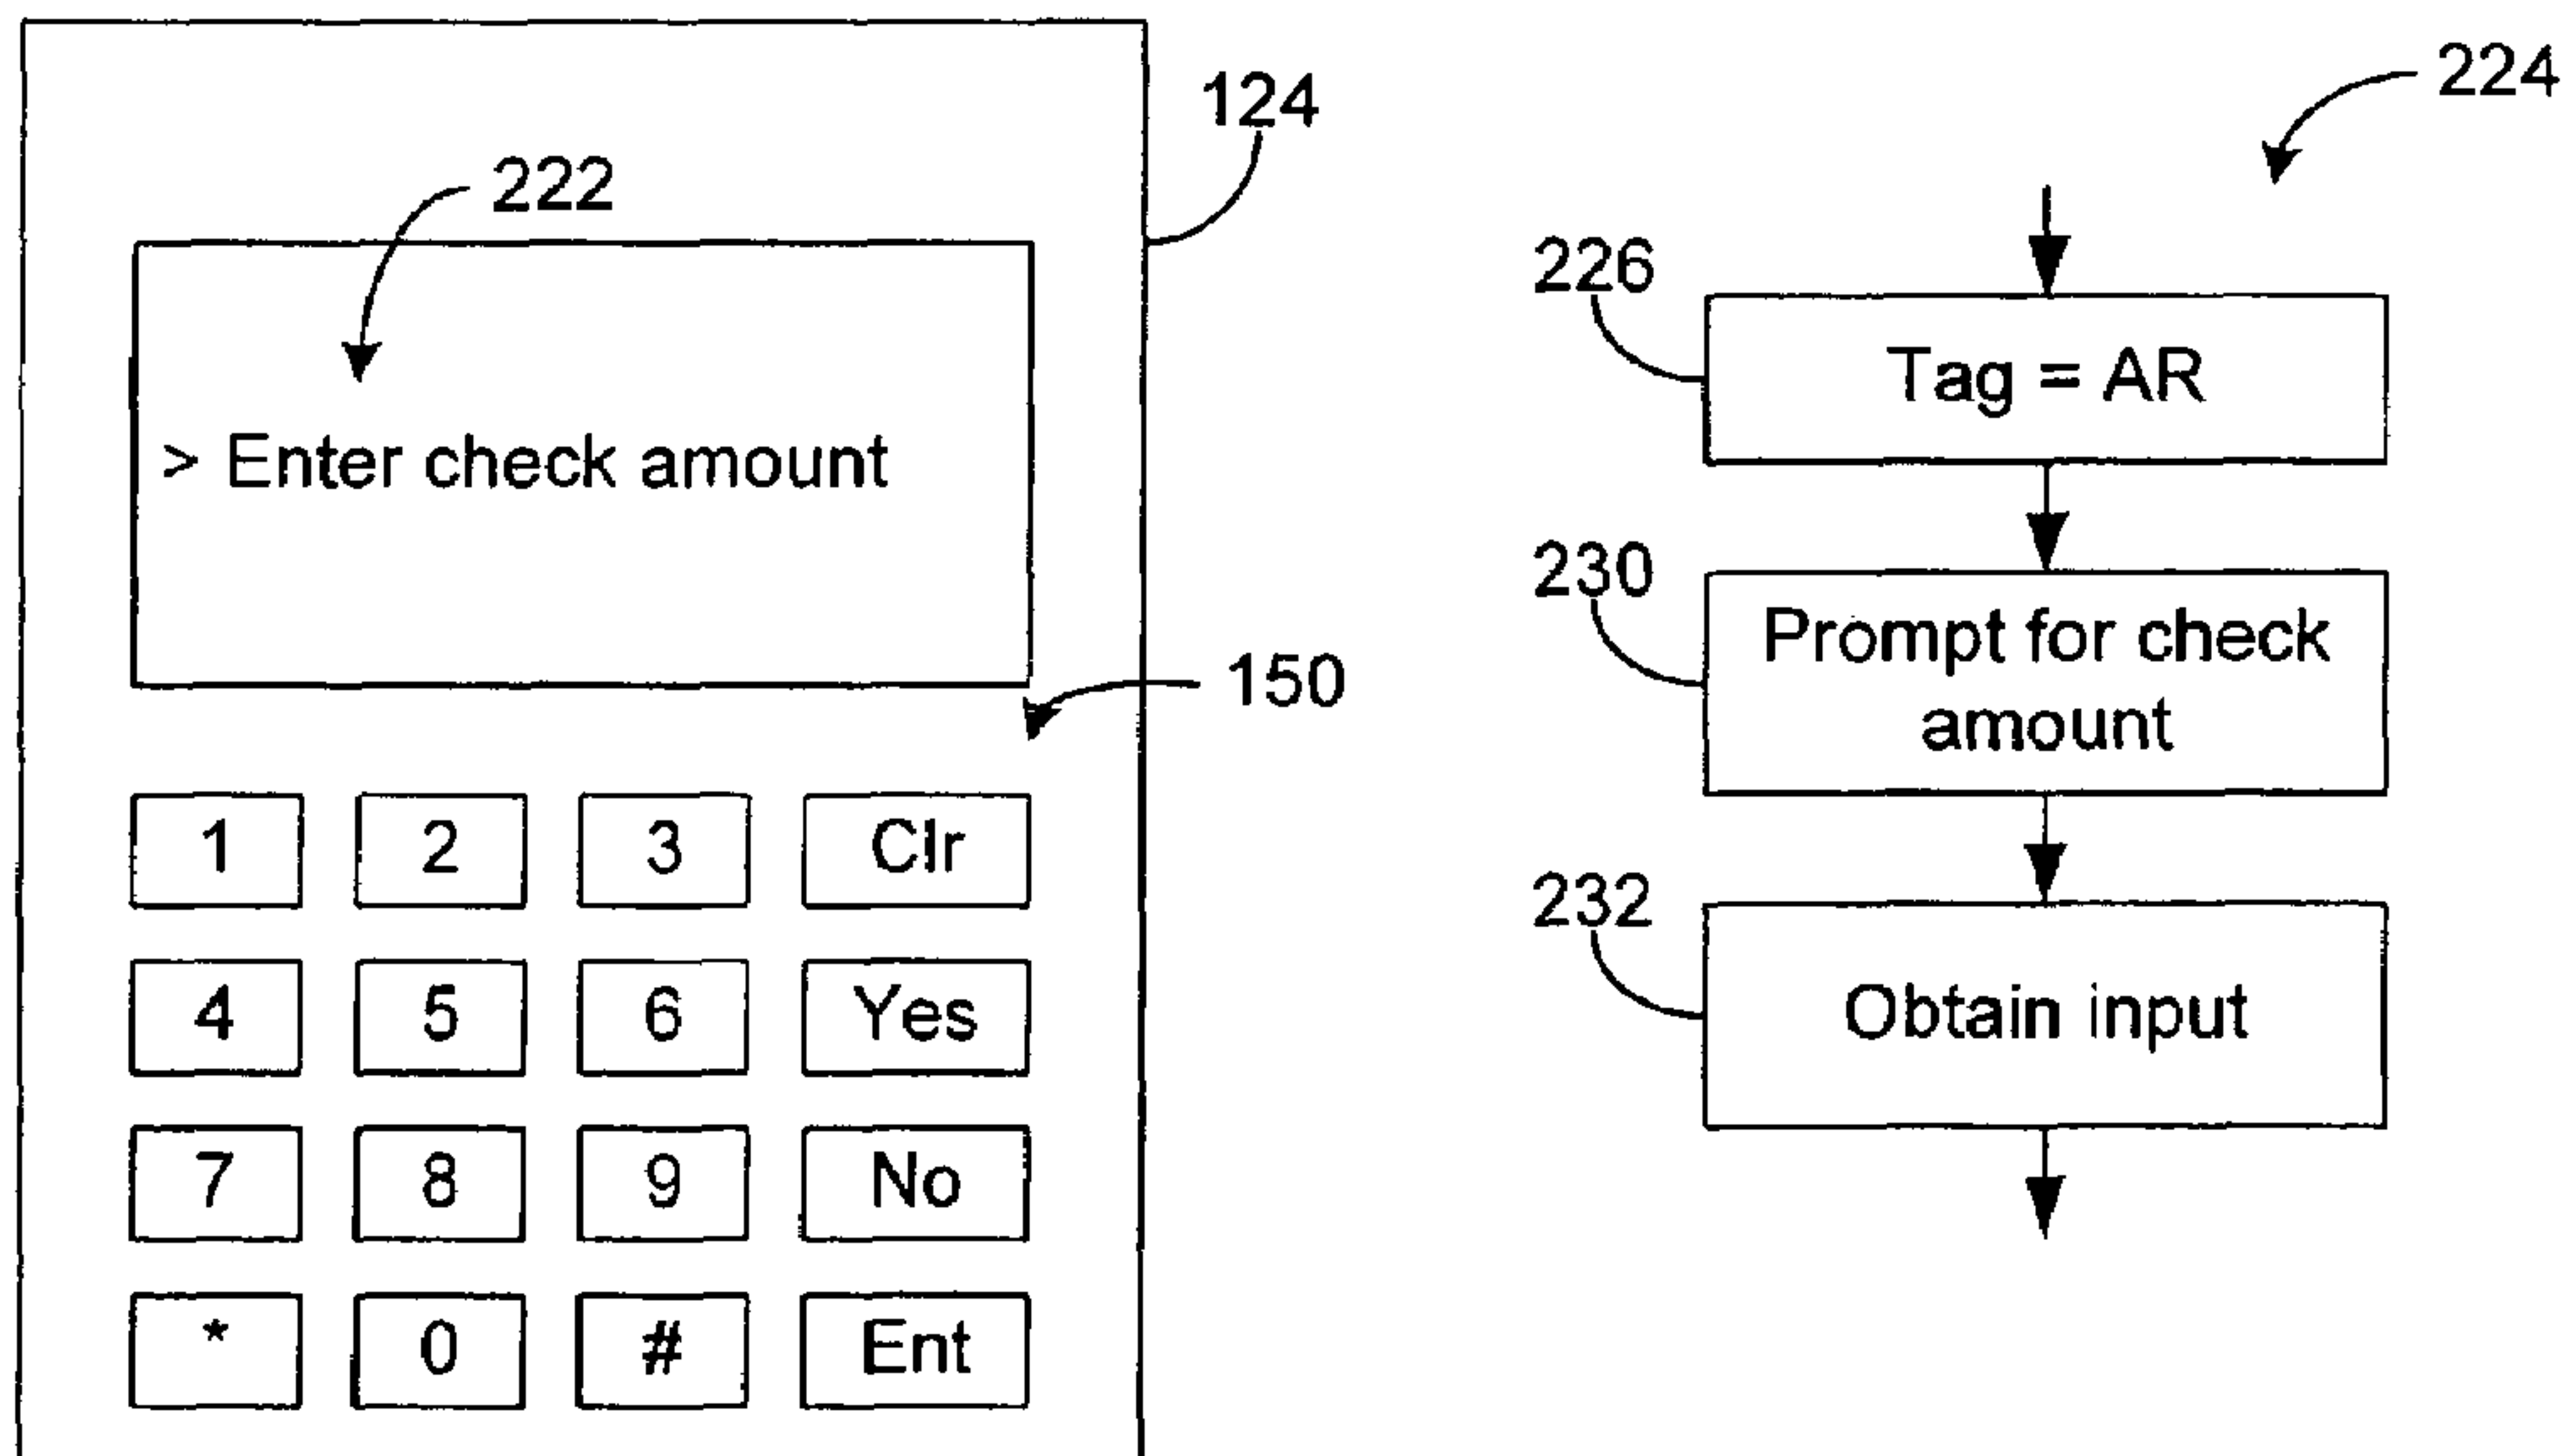 124
222
> Enter check amount
150
1 2 3 Clr
4 5 6 Yes
7 8 9 No
* 0 # Ent
224
226
Tag = AR
230
Prompt for check
amount
232
Obtain input